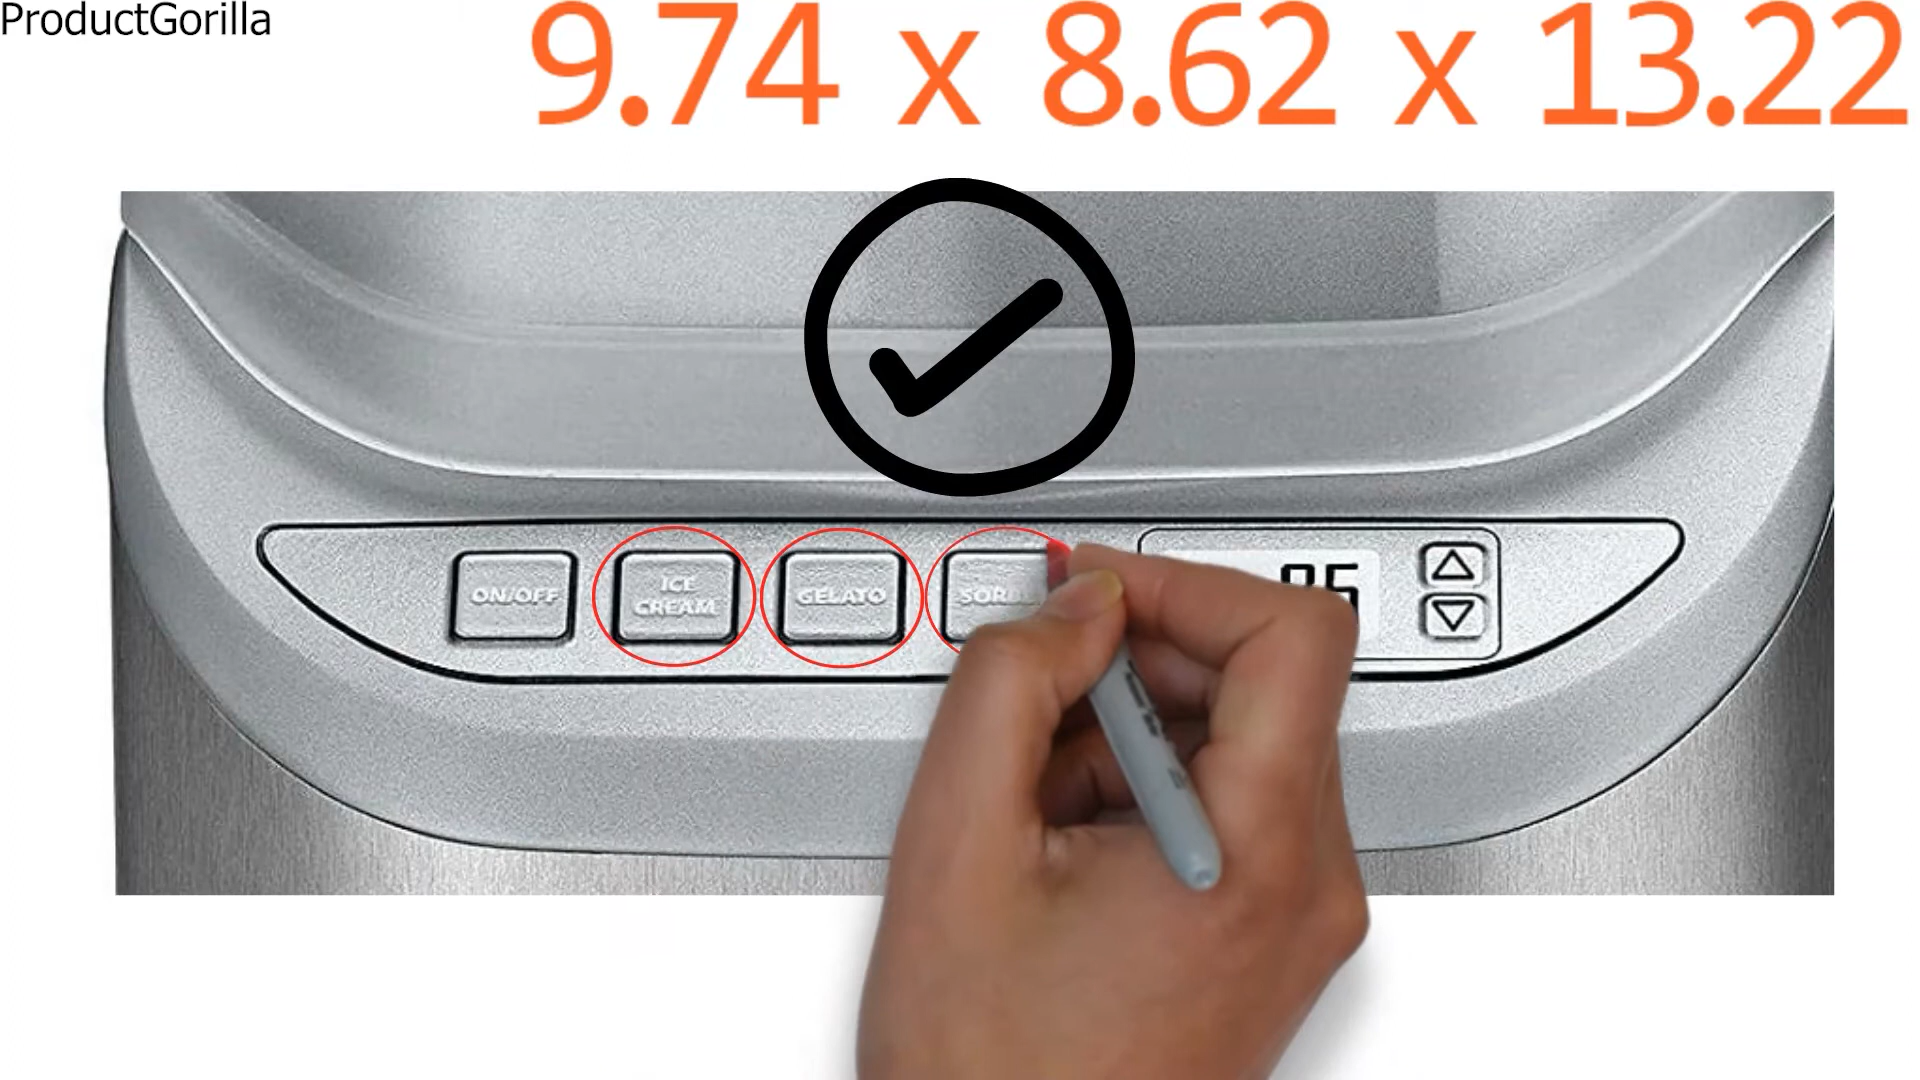 ProductGorilla
9.74 x 8.62 x 13.22
ON/OFF
ICE
CREAM
GELATO